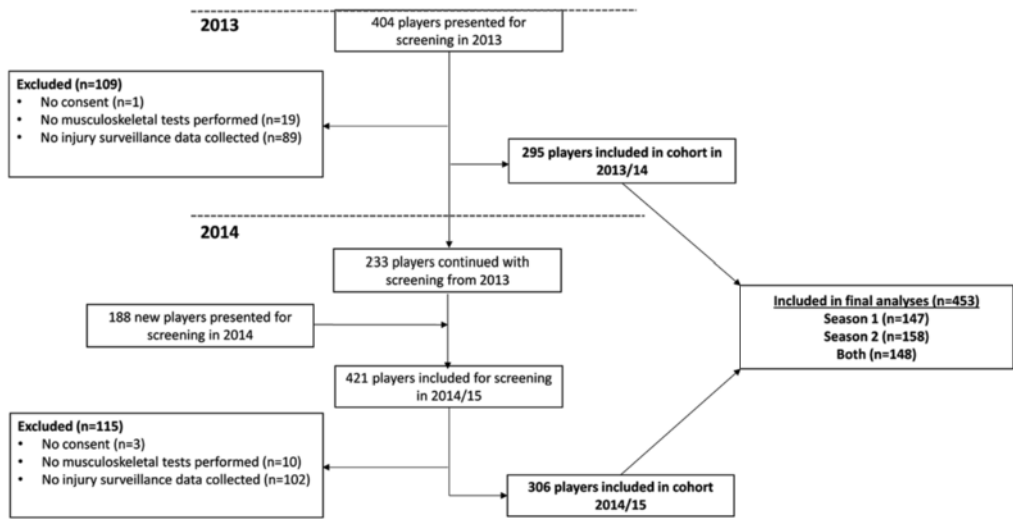 2013
404 players presented for
screening in 2013
Excluded (n=109)
• No consent (n=1)
• No musculoskeletal tests performed (n=19)
• No injury surveillance data collected (n=89)
295 players included in cohort in
2013/14
2014
233 players continued with
screening from 2013
188 new players presented for
screening in 2014
421 players included for screening
in 2014/15
Excluded (n=115)
• No consent (n=3)
• No musculoskeletal tests performed (n=10)
• No injury surveillance data collected (n=102)
306 players included in cohort
2014/15
Included in final analyses (n=453)
Season 1 (n=147)
Season 2 (n=158)
Both (n=148)